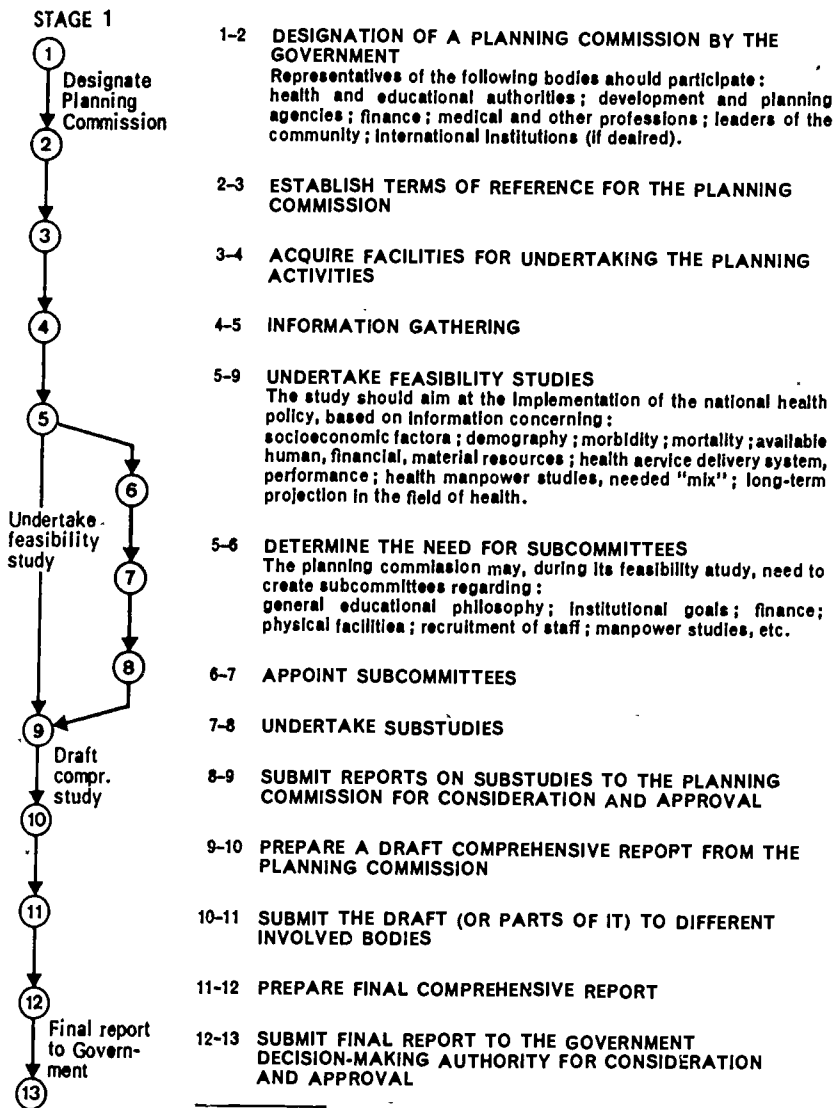 STAGE 1
1
Designate
Planning
Commission
2
3
4
5
6
Undertake
feasibility
study
7
8
9
Draft
compr.
study
10
11
12
Final report
to Govern-
ment
13
1-2 DESIGNATION OF A PLANNING COMMISSION BY THE
GOVERNMENT
Representatives of the following bodies should participate :
health and educational authorities ; development and planning
agencies ; finance ; medical and other professions ; leaders of the
community ; International Institutions (if desired).
2-3 ESTABLISH TERMS OF REFERENCE FOR THE PLANNING
COMMISSION
3-4 ACQUIRE FACILITIES FOR UNDERTAKING THE PLANNING
ACTIVITIES
4-5 INFORMATION GATHERING
5-9 UNDERTAKE FEASIBILITY STUDIES
The study should aim at the implementation of the national health
policy, based on information concerning :
socioeconomic factors ; demography ; morbidity ; mortality ; available
human, financial, material resources ; health service delivery system,
performance ; health manpower studies, needed "mix" ; long-term
projection in the field of health.
5-6 DETERMINE THE NEED FOR SUBCOMMITTEES
The planning commission may, during its feasibility study, need to
create subcommittees regarding :
general educational philosophy ; institutional goals ; finance ;
physical facilities ; recruitment of staff ; manpower studies, etc.
6-7 APPOINT SUBCOMMITTEES
7-8 UNDERTAKE SUBSTUDIES
8-9 SUBMIT REPORTS ON SUBSTUDIES TO THE PLANNING
COMMISSION FOR CONSIDERATION AND APPROVAL
9-10 PREPARE A DRAFT COMPREHENSIVE REPORT FROM THE
PLANNING COMMISSION
10-11 SUBMIT THE DRAFT (OR PARTS OF IT) TO DIFFERENT
INVOLVED BODIES
11-12 PREPARE FINAL COMPREHENSIVE REPORT
12-13 SUBMIT FINAL REPORT TO THE GOVERNMENT
DECISION-MAKING AUTHORITY FOR CONSIDERATION
AND APPROVAL